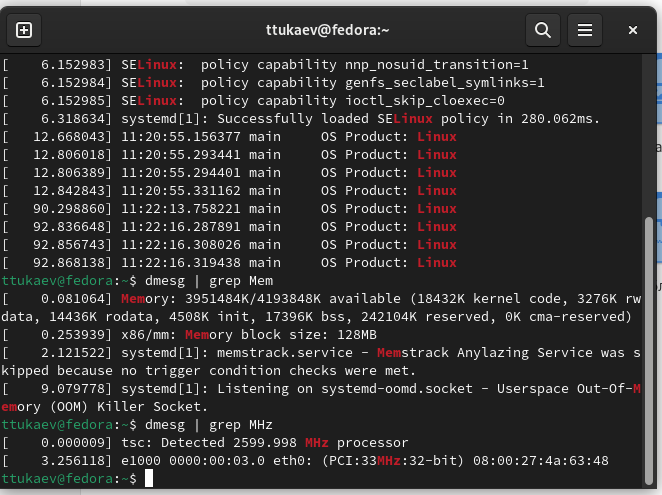 ttukaev@fedora:~
[    6.152983] SELinux:  policy capability nnp_nosuid_transition=1
[    6.152984] SELinux:  policy capability genfs_seclabel_symlinks=1
[    6.152985] SELinux:  policy capability ioctl_skip_cloexec=0
[    6.318634] systemd[1]: Successfully loaded SELinux policy in 280.062ms.
[   12.668043] 11:20:55.156377 main     OS Product: Linux
[   12.806018] 11:20:55.293441 main     OS Product: Linux
[   12.806389] 11:20:55.294401 main     OS Product: Linux
[   12.842843] 11:20:55.331162 main     OS Product: Linux
[   90.298860] 11:22:13.758221 main     OS Product: Linux
[   92.836648] 11:22:16.287891 main     OS Product: Linux
[   92.856743] 11:22:16.308026 main     OS Product: Linux
[   92.868138] 11:22:16.319438 main     OS Product: Linux
ttukaev@fedora:~$ dmesg | grep Mem
[    0.081064] Memory: 3951484K/4193848K available (18432K kernel code, 3276K rw
data, 14436K rodata, 4508K init, 17396K bss, 242104K reserved, 0K cma-reserved)
[    0.253939] x86/mm: Memory block size: 128MB
[    2.121522] systemd[1]: memstrack.service - Memstrack Anylazing Service was s
kipped because no trigger condition checks were met.
[    9.079778] systemd[1]: Listening on systemd-oomd.socket - Userspace Out-Of-M
emory (OOM) Killer Socket.
ttukaev@fedora:~$ dmesg | grep MHz
[    0.000009] tsc: Detected 2599.998 MHz processor
[    3.256118] e1000 0000:00:03.0 eth0: (PCI:33MHz:32-bit) 08:00:27:4a:63:48
ttukaev@fedora:~$